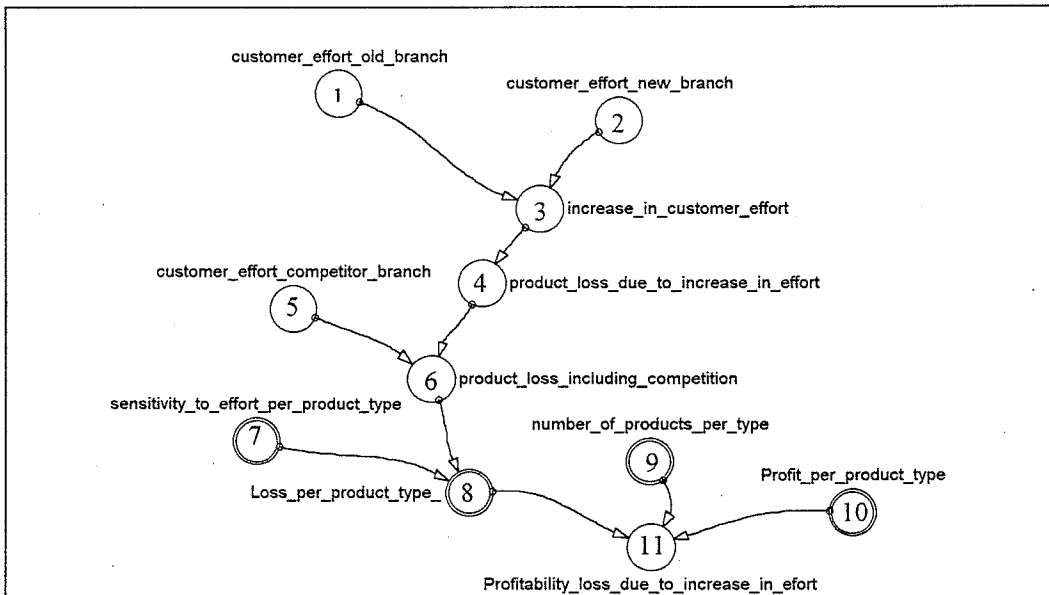 customer_effort_old_branch
1
customer_effort_new_branch
2
3
increase_in_customer_effort
customer_effort_competitor_branch
4
product_loss_due_to_increase_in_effort
5
6
product_loss_including_competition
sensitivity_to_effort_per_product_type
7
number_of_products_per_type
9
Profit_per_product_type
Loss_per_product_type_
8
10
11
Profitability_loss_due_to_increase_in_efort